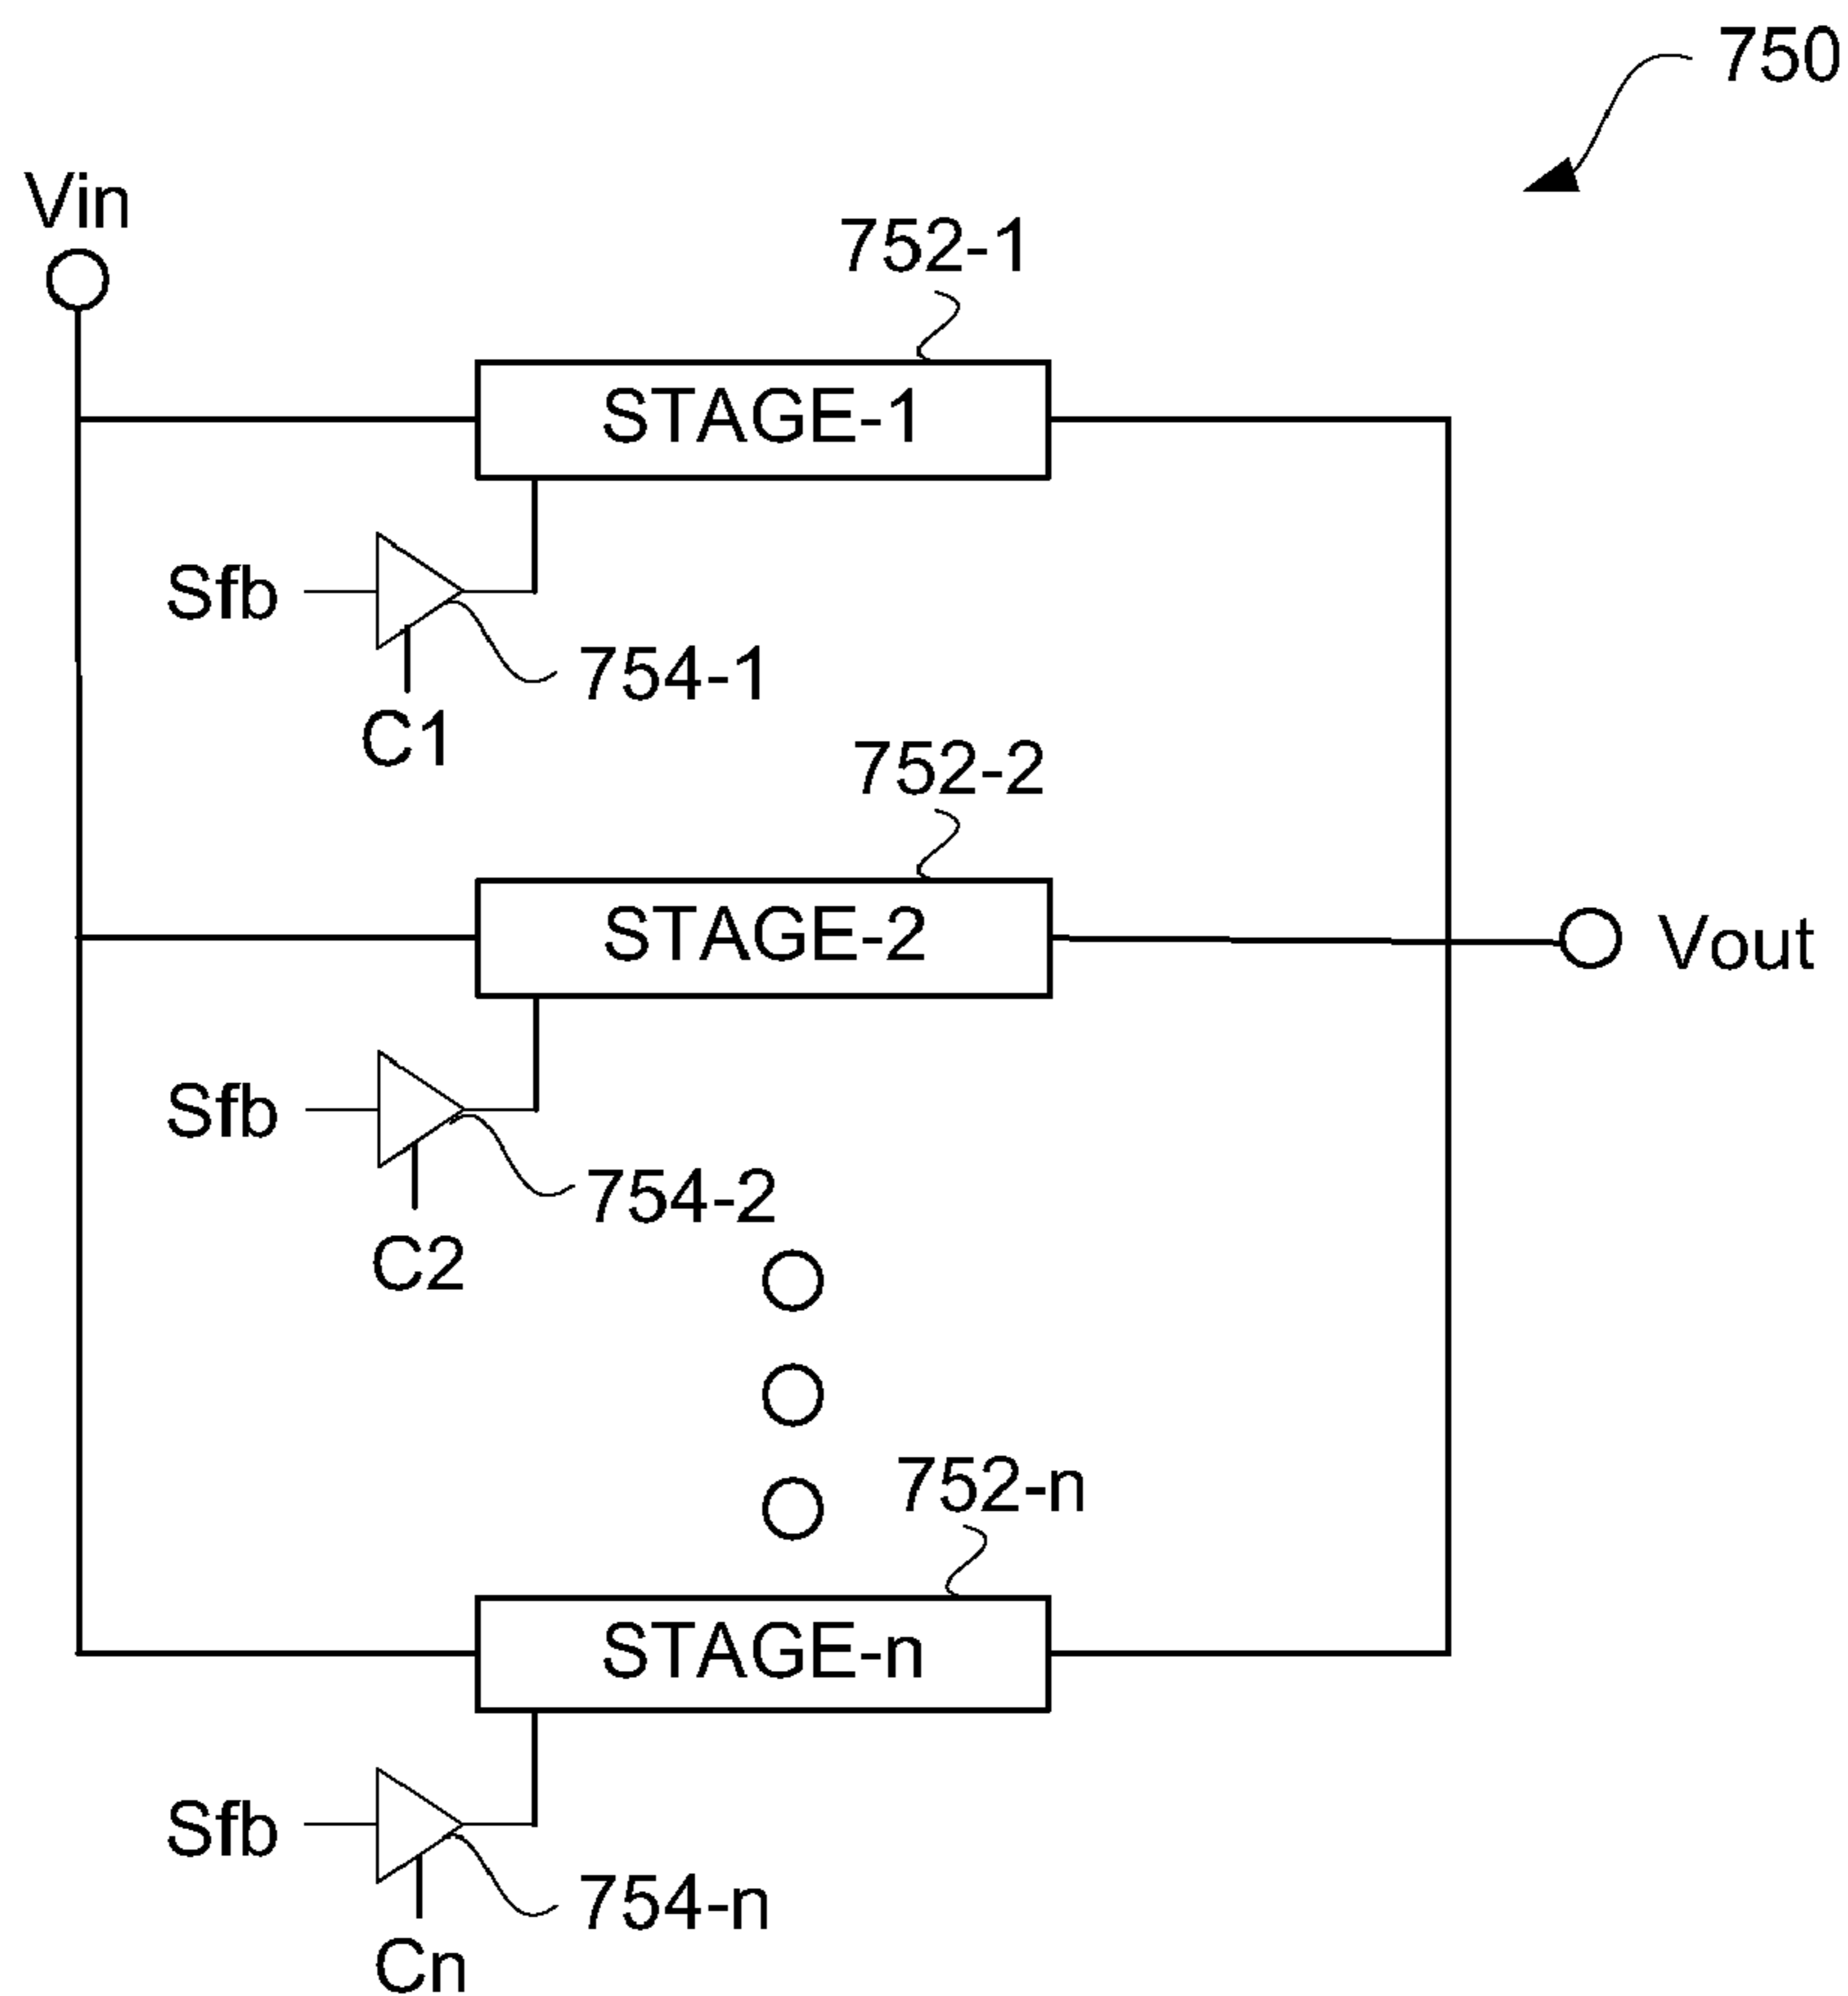 750
Vin
752-1
STAGE-1
Sfb
754-1
C1
752-2
STAGE-2
Vout
Sfb
754-2
C2
752-n
STAGE-n
Sfb
754-n
Cn